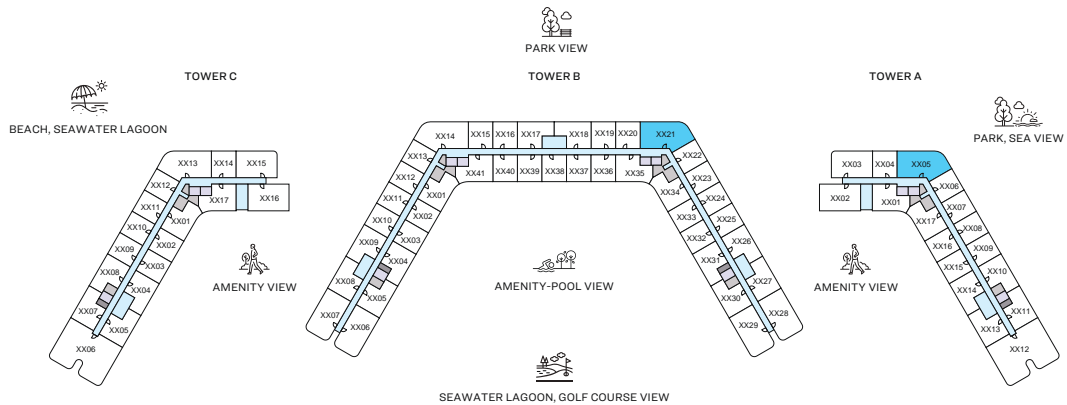 PARK VIEW
TOWER C
TOWER B
TOWER A
BEACH, SEAWATER LAGOON
PARK, SEA VIEW
XX13 XX14 XX15
XX12
XX11
XX10
XX09
XX08
XX07
XX06
XX01 XX17 XX16
XX02
XX03
XX04
XX05
AMENITY VIEW
XX14 XX15 XX16 XX17 XX18 XX19 XX20 XX21
XX13
XX12
XX11
XX10
XX09
XX08
XX07
XX41 XX40 XX39 XX38 XX37 XX36 XX35
XX01
XX02
XX03
XX04
XX05
XX06
XX22
XX23
XX24
XX25
XX26
XX27
XX28
XX34
XX33
XX32
XX31
XX30
XX29
AMENITY-POOL VIEW
AMENITY VIEW
XX03 XX04 XX05
XX02 XX01
XX06
XX07
XX08
XX09
XX10
XX11
XX12
XX17
XX16
XX15
XX14
XX13
SEAWATER LAGOON, GOLF COURSE VIEW